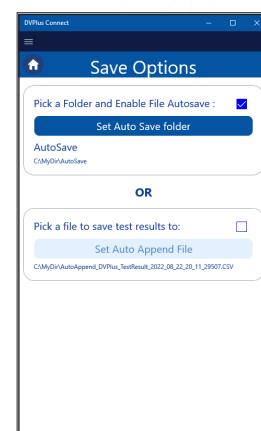 DVPlus Connect
Save Options
Pick a Folder and Enable File Autosave :
Set Auto Save folder
AutoSave
C:\MyDir\AutoSave
OR
Pick a file to save test results to:
Set Auto Append File
C:\MyDir\AutoAppend_DVPlus_TestResult_2022_08_22_20_11_29507.CSV